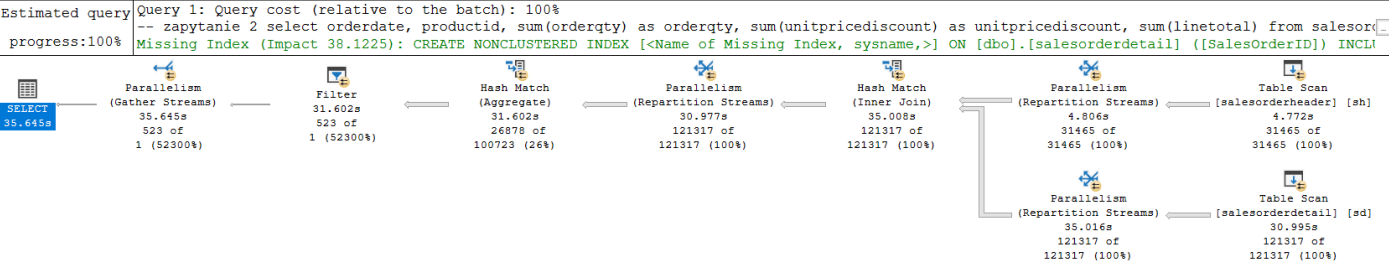 Estimated query progress:100%
Query 1: Query cost (relative to the batch): 100%
-- zapytanie 2 select orderdate, productid, sum(orderqty) as orderqty, sum(unitpricediscount) as unitpricediscount, sum(linetotal) from salesor
Missing Index (Impact 38.1225): CREATE NONCLUSTERED INDEX [<Name of Missing Index, sysname,>] ON [dbo].[salesorderdetail] ([SalesOrderID]) INCLU
SELECT
35.645s
Parallelism
(Gather Streams)
35.645s
523 of
1 (52300%)
Filter
31.602s
523 of
1 (52300%)
Hash Match
(Aggregate)
31.602s
26878 of
100723 (26%)
Parallelism
(Repartition Streams)
30.977s
121317 of
121317 (100%)
Hash Match
(Inner Join)
35.008s
121317 of
121317 (100%)
Parallelism
(Repartition Streams)
4.806s
31465 of
31465 (100%)
Table Scan
[salesorderheader] [sh]
4.772s
31465 of
31465 (100%)
Parallelism
(Repartition Streams)
35.016s
121317 of
121317 (100%)
Table Scan
[salesorderdetail] [sd]
30.995s
121317 of
121317 (100%)